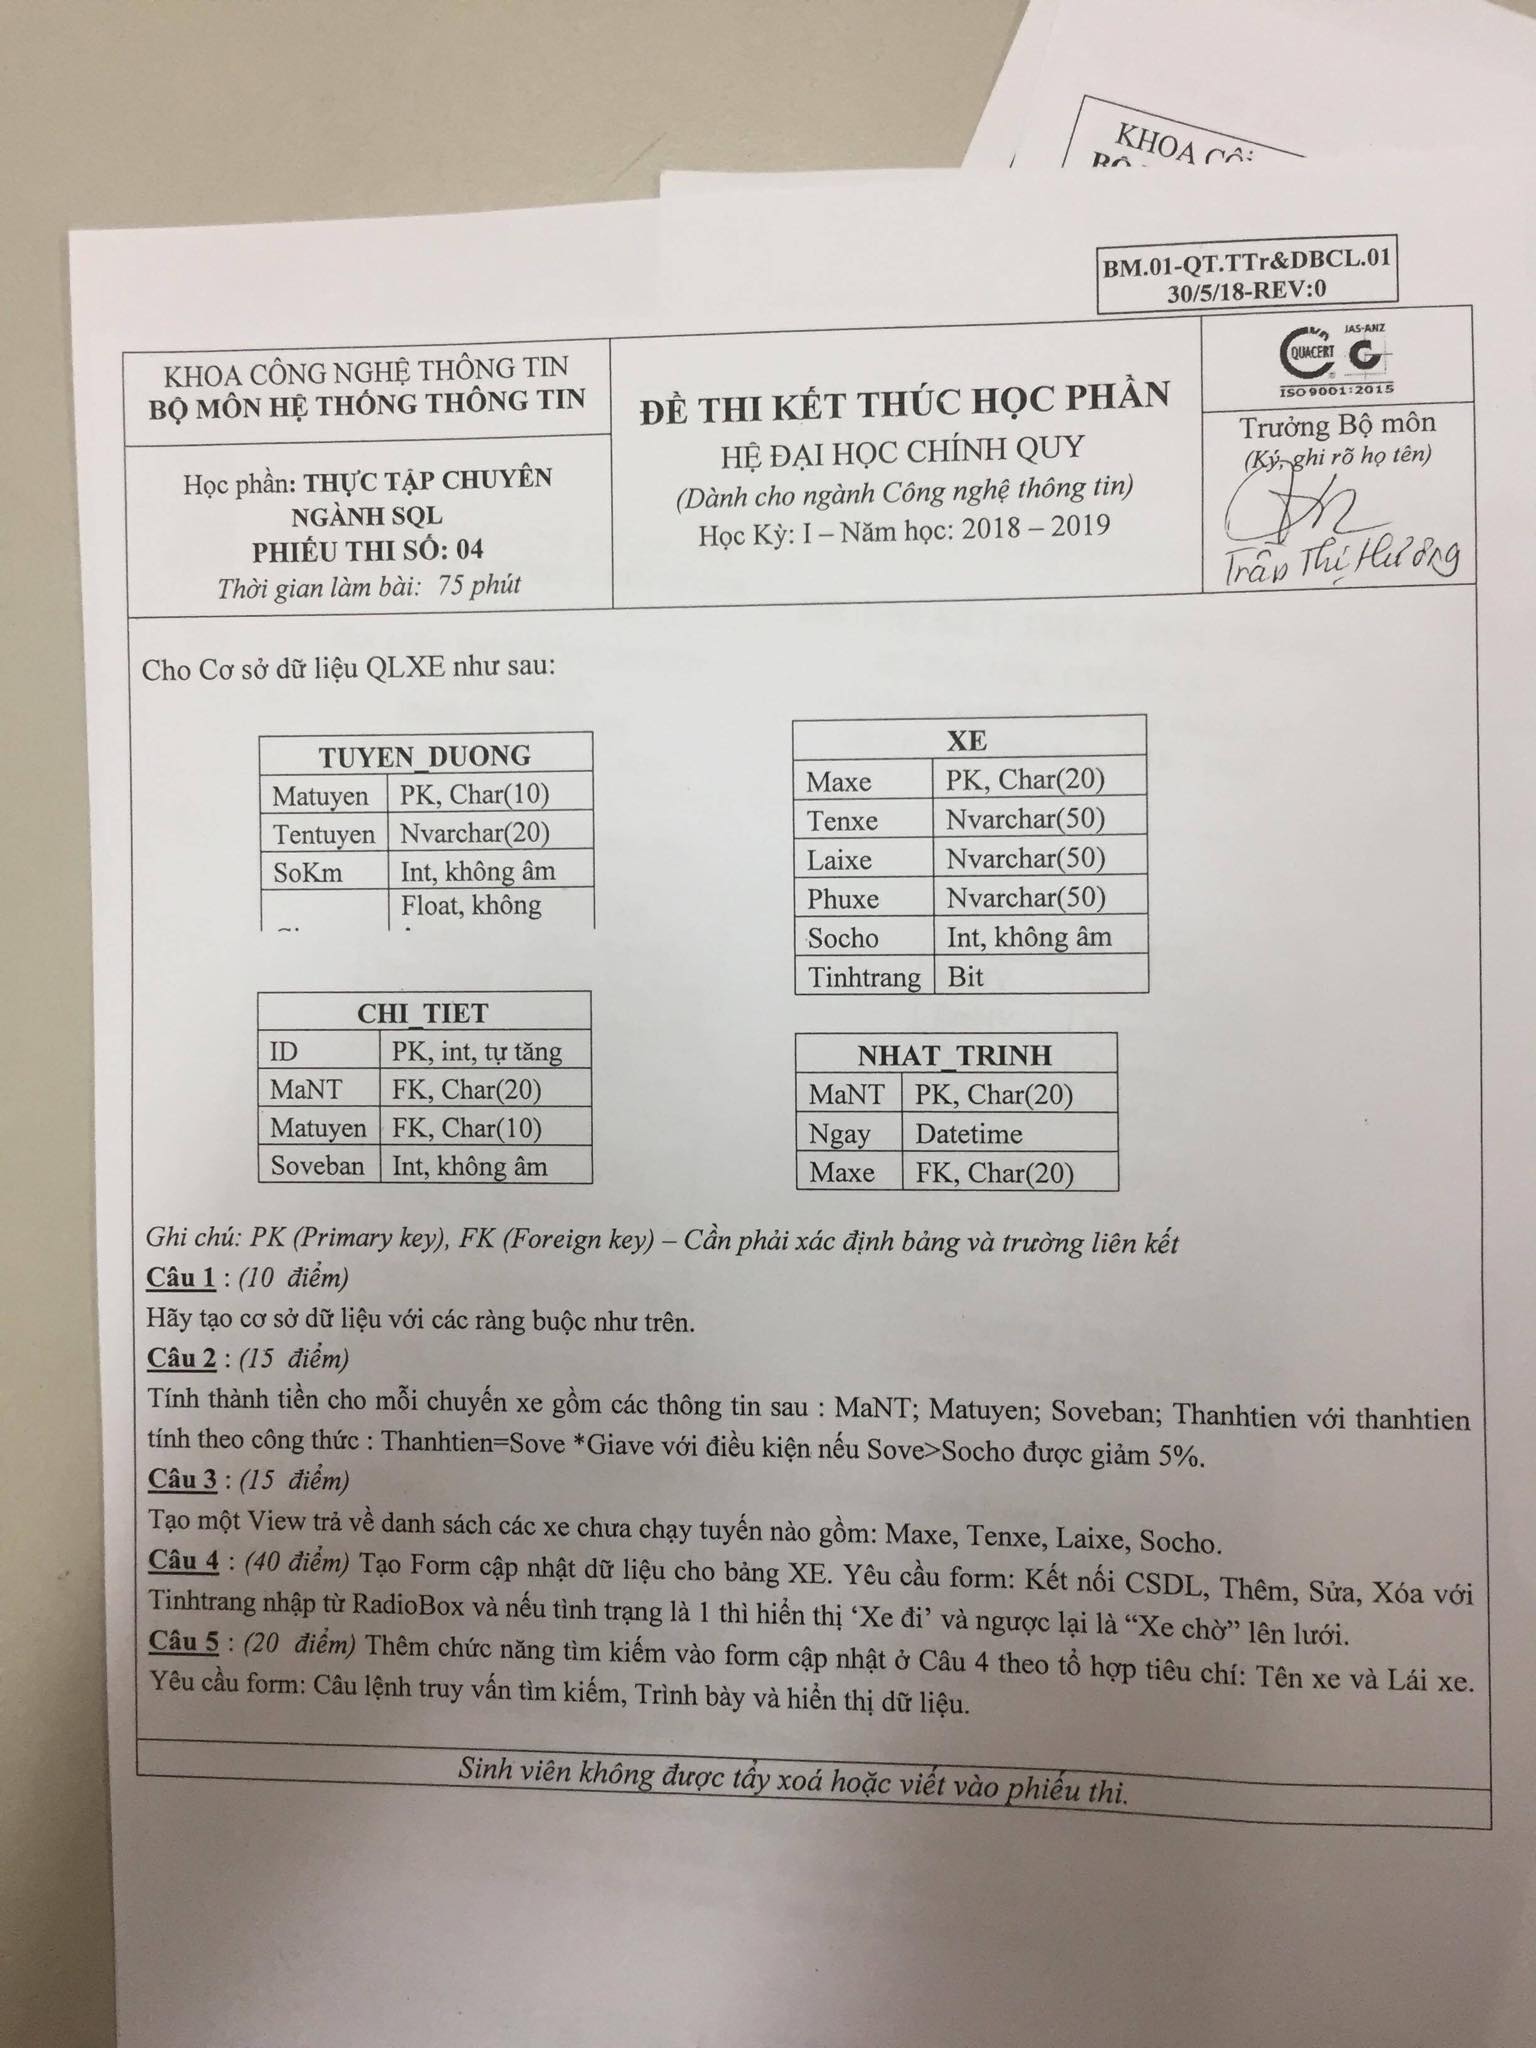 KHOA CÔ
BM.01-QT.TTr&DBCL.01
30/5/18-REV:0
KHOA CÔNG NGHỆ THÔNG TIN
BỘ MÔN HỆ THỐNG THÔNG TIN
Học phần: THỰC TẬP CHUYÊN
NGÀNH SQL
PHIẾU THI SỐ: 04
Thời gian làm bài: 75 phút
ĐỀ THI KẾT THÚC HỌC PHẦN
HỆ ĐẠI HỌC CHÍNH QUY
(Dành cho ngành Công nghệ thông tin)
Học Kỳ: I – Năm học: 2018 – 2019
QUACERT
JAS-ANZ
ISO 9001:2015
Trưởng Bộ môn
(Ký, ghi rõ họ tên)
Trần Thị Hương
Cho Cơ sở dữ liệu QLXE như sau:
TUYEN_DUONG
Matuyen PK, Char(10)
Tentuyen Nvarchar(20)
SoKm Int, không âm
Float, không
XE
Maxe PK, Char(20)
Tenxe Nvarchar(50)
Laixe Nvarchar(50)
Phuxe Nvarchar(50)
Socho Int, không âm
Tinhtrang Bit
CHI_TIET
ID PK, int, tự tăng
MaNT FK, Char(20)
Matuyen FK, Char(10)
Soveban Int, không âm
NHAT_TRINH
MaNT PK, Char(20)
Ngay Datetime
Maxe FK, Char(20)
Ghi chú: PK (Primary key), FK (Foreign key) – Cần phải xác định bảng và trường liên kết
Câu 1 : (10 điểm)
Hãy tạo cơ sở dữ liệu với các ràng buộc như trên.
Câu 2 : (15 điểm)
Tính thành tiền cho mỗi chuyến xe gồm các thông tin sau : MaNT; Matuyen; Soveban; Thanhtien với thanhtien
tính theo công thức : Thanhtien=Sove *Giave với điều kiện nếu Sove>Socho được giảm 5%.
Câu 3 : (15 điểm)
Tạo một View trả về danh sách các xe chưa chạy tuyến nào gồm: Maxe, Tenxe, Laixe, Socho.
Câu 4 : (40 điểm) Tạo Form cập nhật dữ liệu cho bảng XE. Yêu cầu form: Kết nối CSDL, Thêm, Sửa, Xóa với
Tinhtrang nhập từ RadioBox và nếu tình trạng là 1 thì hiển thị ‘Xe đi’ và ngược lại là “Xe chờ” lên lưới.
Câu 5 : (20 điểm) Thêm chức năng tìm kiếm vào form cập nhật ở Câu 4 theo tổ hợp tiêu chí: Tên xe và Lái xe.
Yêu cầu form: Câu lệnh truy vấn tìm kiếm, Trình bày và hiển thị dữ liệu.
Sinh viên không được tẩy xoá hoặc viết vào phiếu thi.